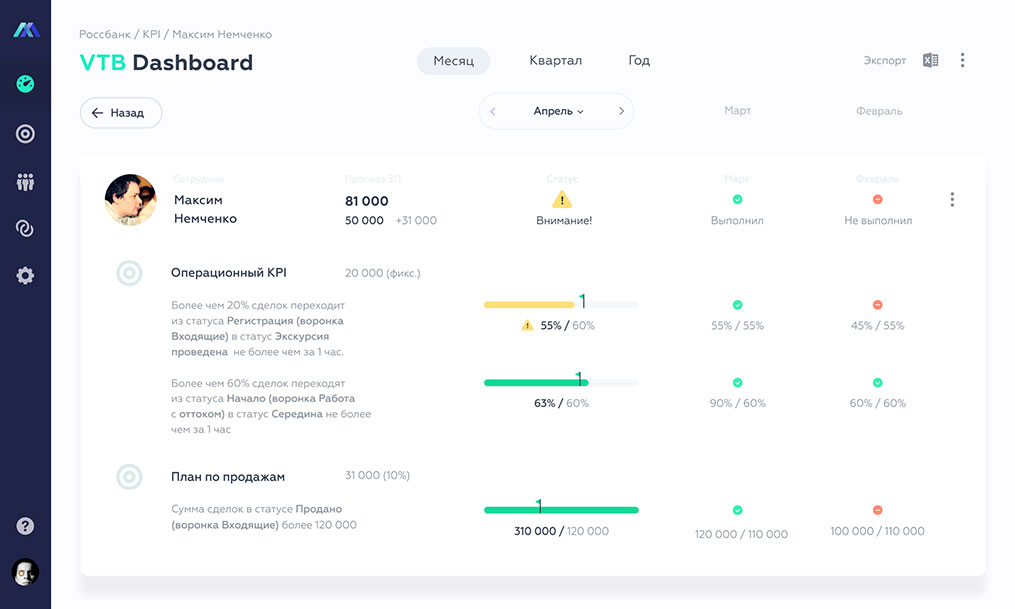 Россбанк / KPI / Максим Немченко
VTB Dashboard
Месяц Квартал Год
Экспорт
Назад
Апрель Март Февраль
Сотрудник Прогноз ЗП Статус Март Февраль
Максим
Немченко
81 000
50 000 +31 000
Внимание! Выполнил Не выполнил
Операционный KPI 20 000 (фикс.)
Более чем 20% сделок переходит
из статуса Регистрация (воронка
Входящие) в статус Экскурсия
проведена не более чем за 1 час.
55% / 60% 55% / 55% 45% / 55%
Более чем 60% сделок переходят
из статуса Начало (воронка Работа
с оттоком) в статус Середина не более
чем за 1 час
63% / 60% 90% / 60% 60% / 60%
План по продажам 31 000 (10%)
Сумма сделок в статусе Продано
(воронка Входящие) более 120 000
310 000 / 120 000 120 000 / 110 000 100 000 / 110 000